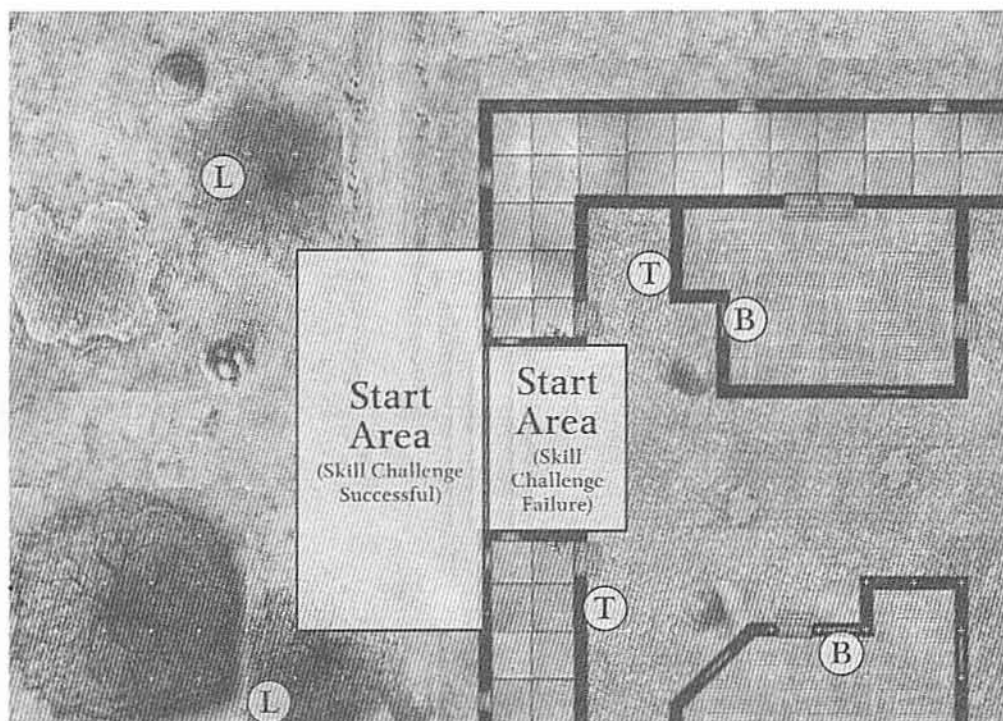 L
T
B
Start
Area
(Skill Challenge
Successful)
Start
Area
(Skill
Challenge
Failure)
T
B
L